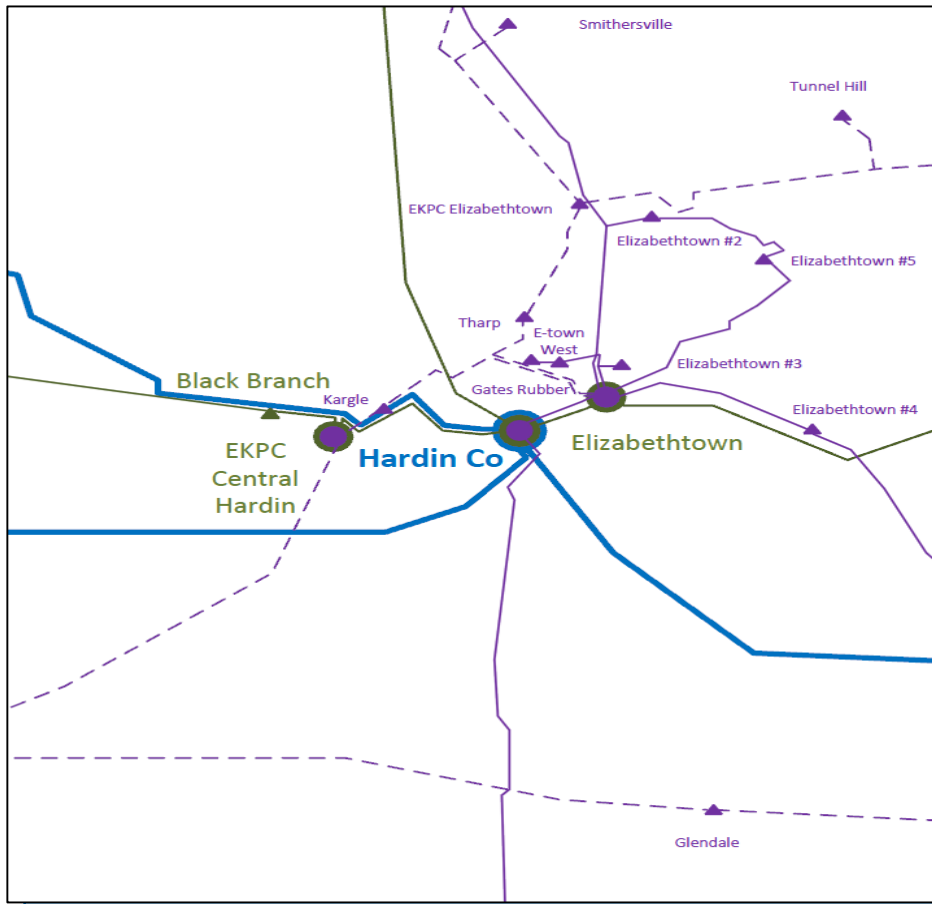 Smithersville
Tunnel Hill
EKPC Elizabethtown
Elizabethtown #2
Elizabethtown #5
Tharp
E-town
West
Elizabethtown #3
Black Branch
Gates Rubber
Kargle
Elizabethtown #4
EKPC
Central
Hardin
Hardin Co
Elizabethtown
Glendale